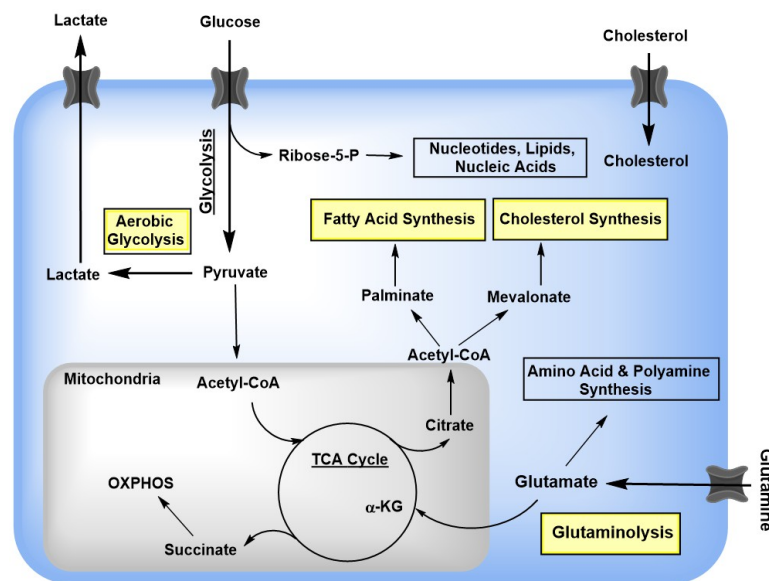 Lactate
Glucose
Cholesterol
Glycolysis
Ribose-5-P
Nucleotides, Lipids,
Nucleic Acids
Cholesterol
Aerobic
Glycolysis
Fatty Acid Synthesis
Cholesterol Synthesis
Lactate
Pyruvate
Palminate
Mevalonate
Acetyl-CoA
Mitochondria
Acetyl-CoA
Amino Acid & Polyamine
Synthesis
Citrate
TCA Cycle
OXPHOS
α-KG
Glutamate
Glutamine
Succinate
Glutaminolysis